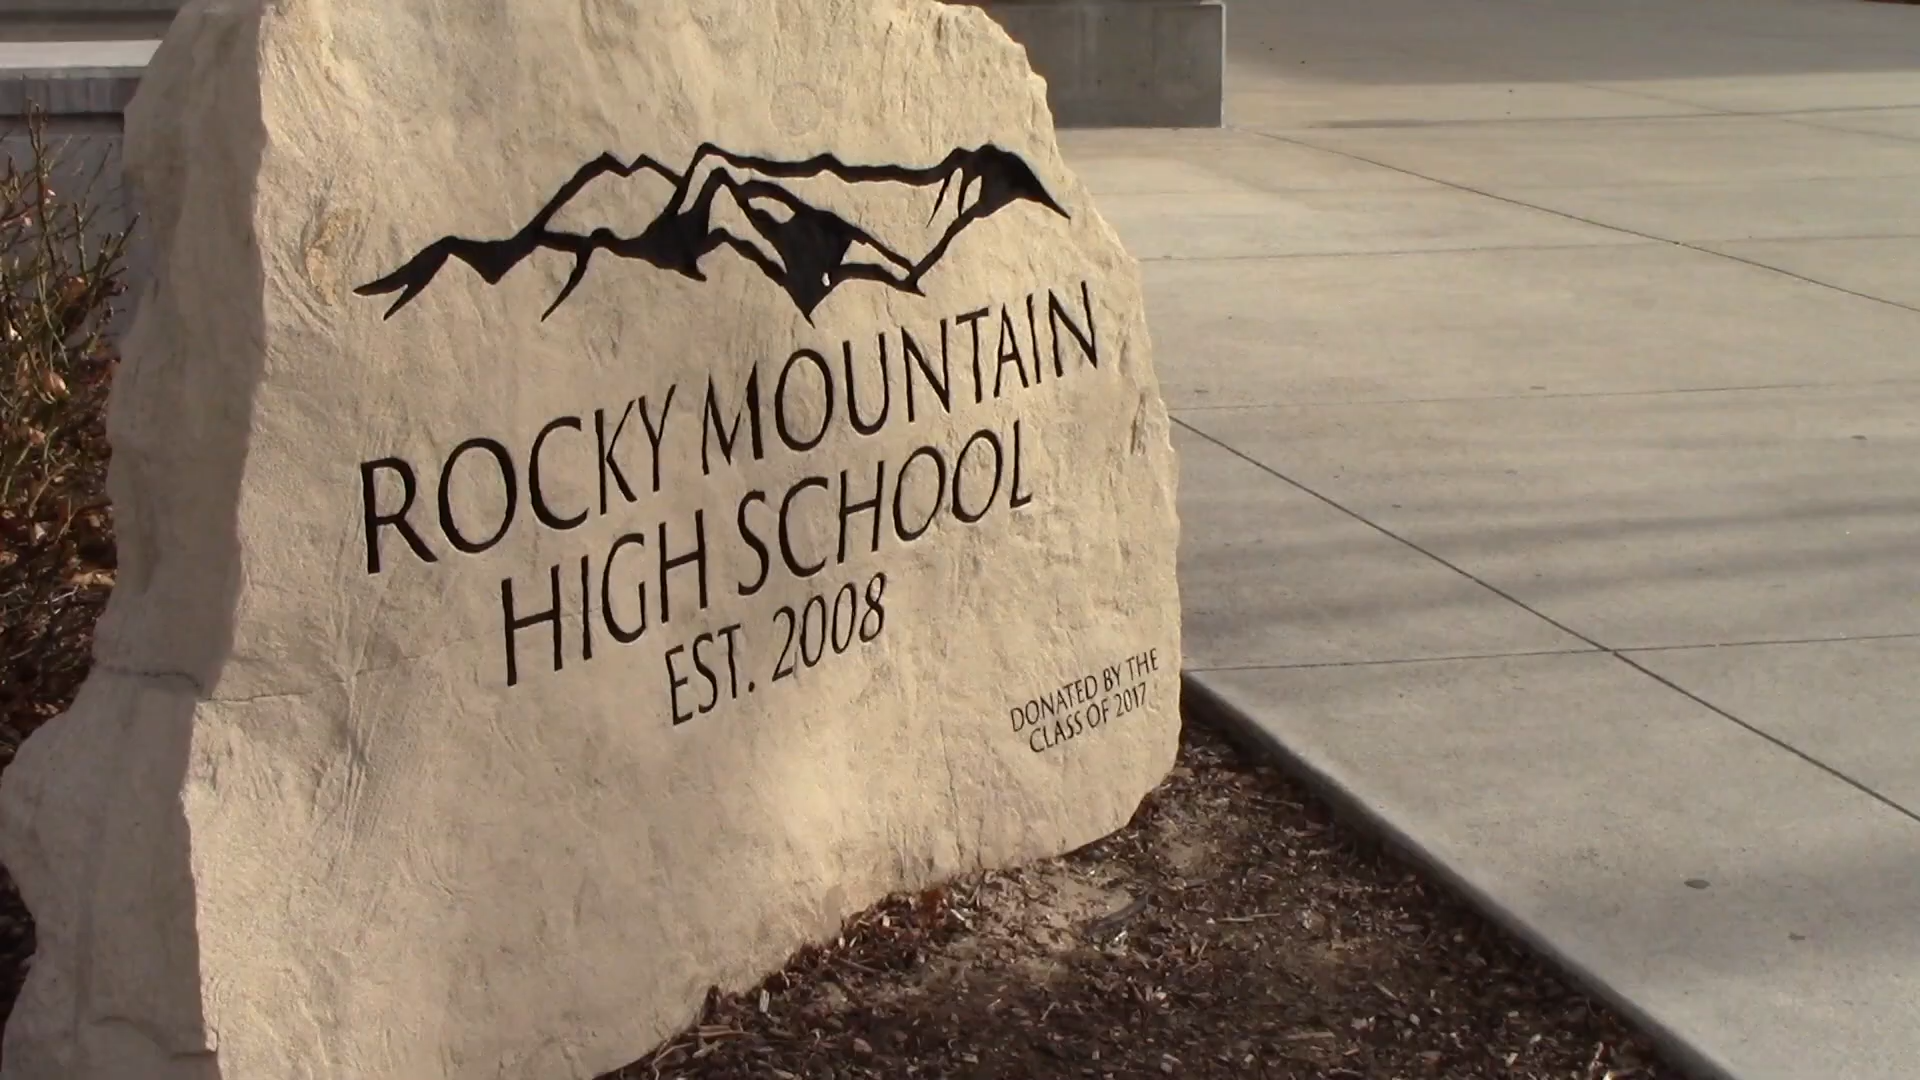 ROCKY MOUNTAIN
HIGH SCHOOL
EST. 2008
DONATED BY THE
CLASS OF 2017